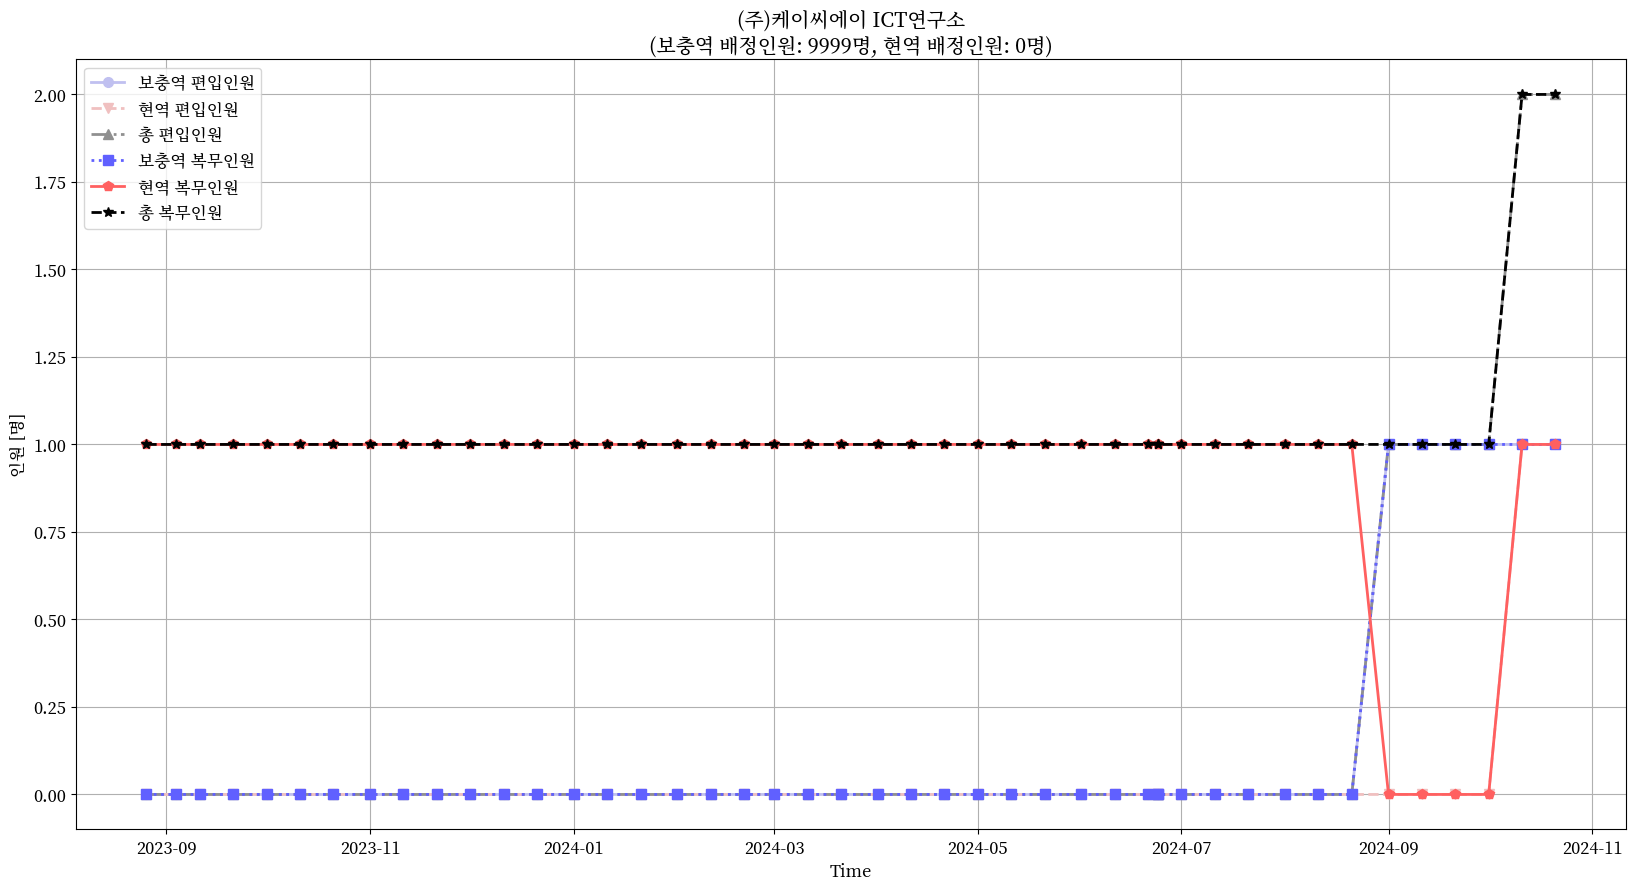 (주)케이씨에이 ICT연구소
(보충역 배정인원: 9999명, 현역 배정인원: 0명)
보충역 편입인원
현역 편입인원
총 편입인원
보충역 복무인원
현역 복무인원
총 복무인원
2.00
1.75
1.50
1.25
1.00
0.75
0.50
0.25
0.00
인원 [명]
2023-09 2023-11 2024-01 2024-03 2024-05 2024-07 2024-09 2024-11
Time